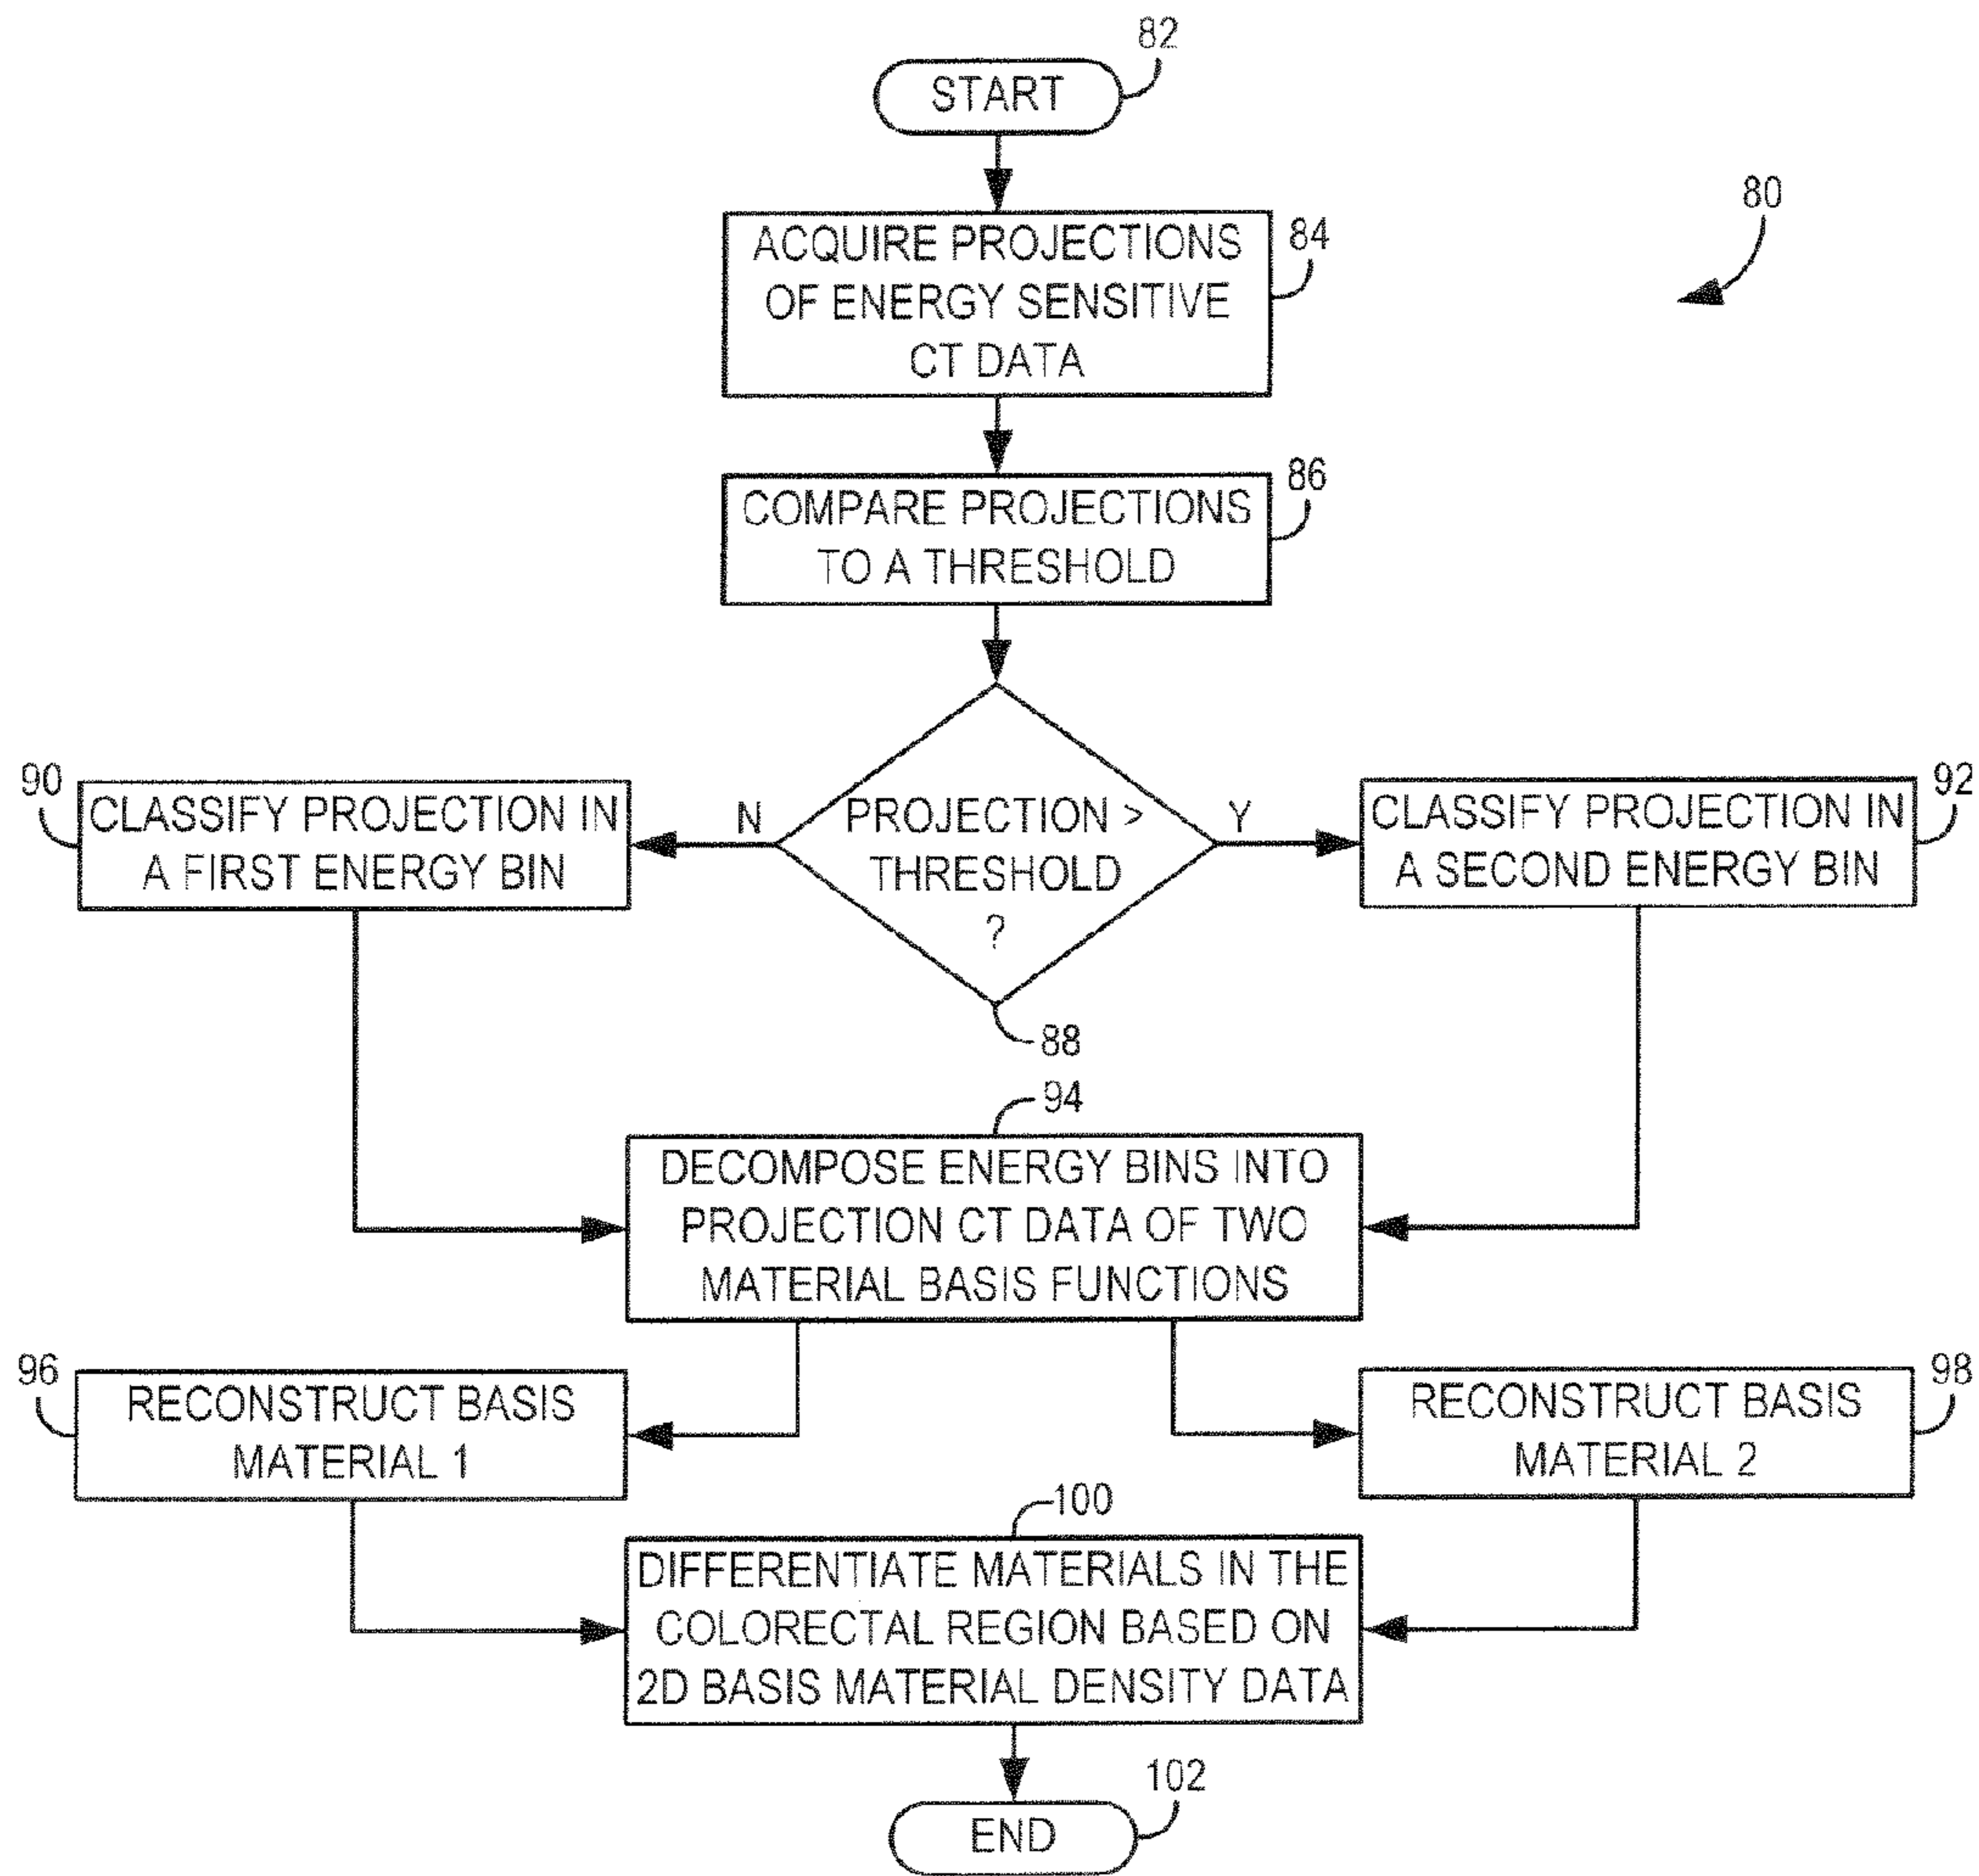 82
START
80
ACQUIRE PROJECTIONS
OF ENERGY SENSITIVE
CT DATA
84
COMPARE PROJECTIONS
TO A THRESHOLD
86
PROJECTION >
THRESHOLD
?
88
N
Y
90
CLASSIFY PROJECTION IN
A FIRST ENERGY BIN
92
CLASSIFY PROJECTION IN
A SECOND ENERGY BIN
94
DECOMPOSE ENERGY BINS INTO
PROJECTION CT DATA OF TWO
MATERIAL BASIS FUNCTIONS
96
RECONSTRUCT BASIS
MATERIAL 1
98
RECONSTRUCT BASIS
MATERIAL 2
100
DIFFERENTIATE MATERIALS IN THE
COLORECTAL REGION BASED ON
2D BASIS MATERIAL DENSITY DATA
102
END